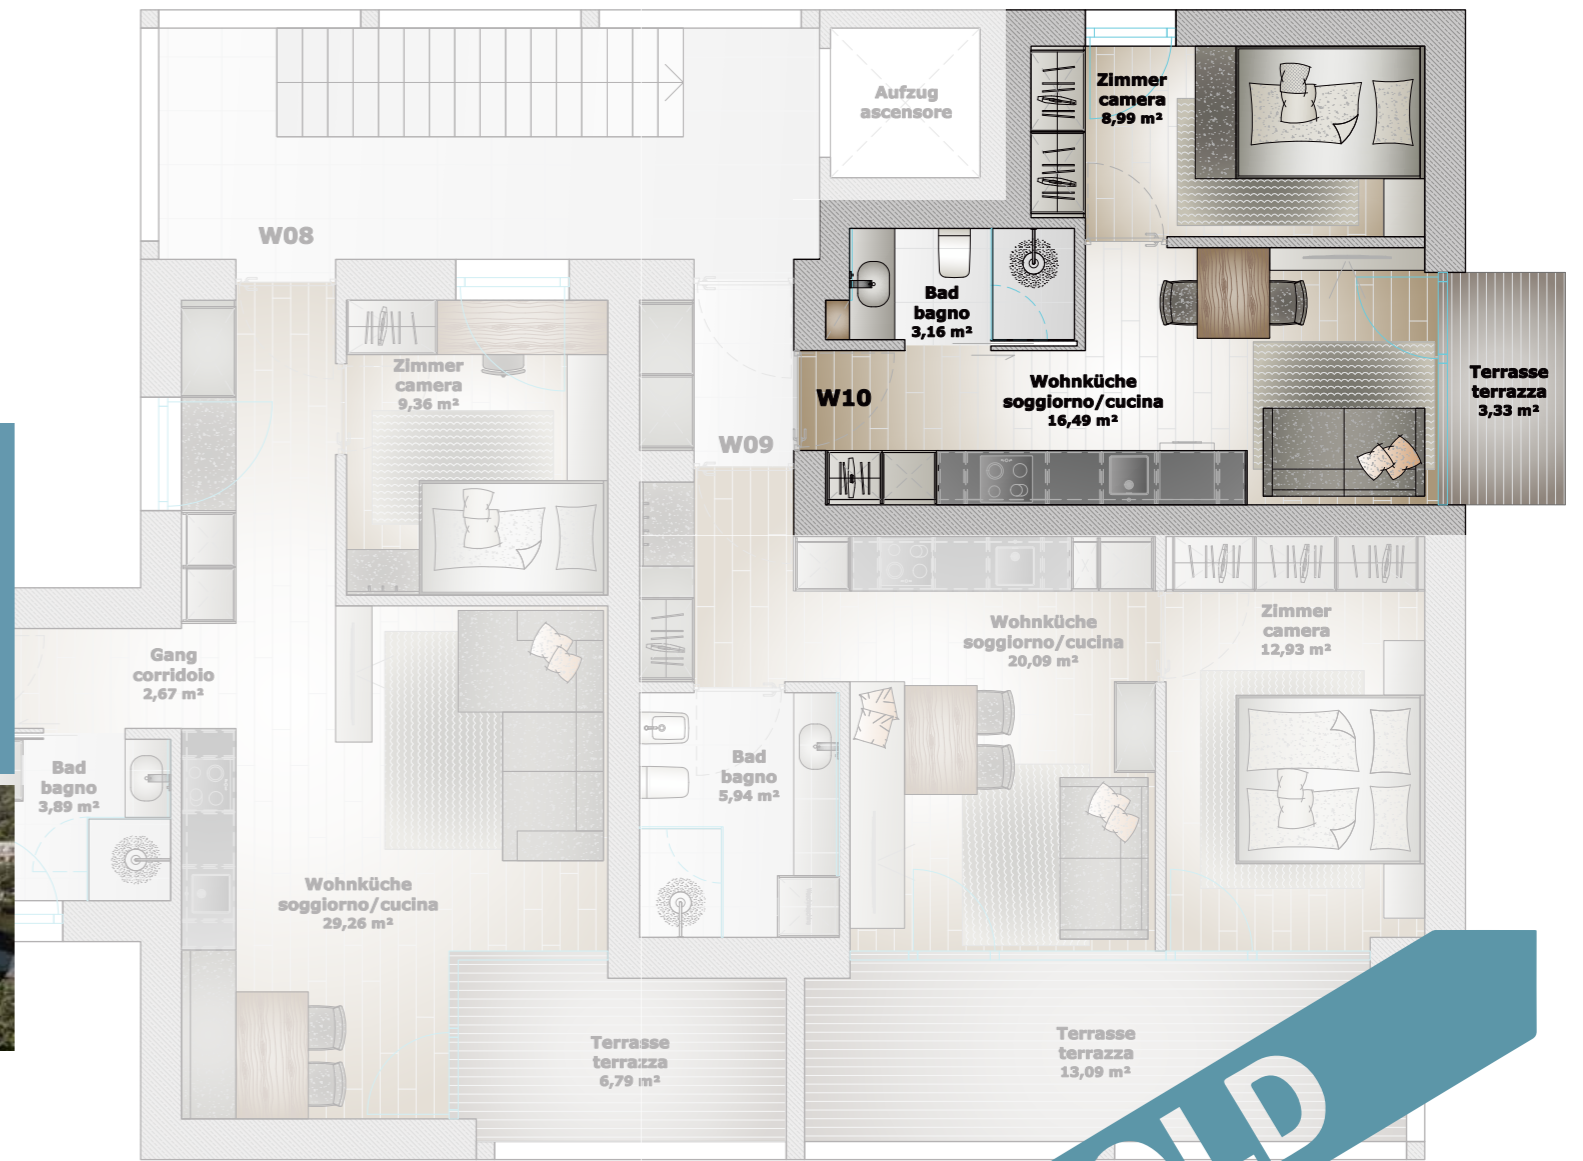 Aufzug
ascensore
Zimmer
camera
8,99 m²
W08
Bad
bagno
3,16 m²
Zimmer
camera
9,36 m²
W10
Wohnküche
soggiorno/cucina
16,49 m²
Terrasse
terrazza
3,33 m²
W09
Gang
corridoio
2,67 m²
Wohnküche
soggiorno/cucina
20,09 m²
Zimmer
camera
12,93 m²
Bad
bagno
3,89 m²
Bad
bagno
5,94 m²
Wohnküche
soggiorno/cucina
29,26 m²
Terrasse
terrazza
6,79 m²
Terrasse
terrazza
13,09 m²
OLD